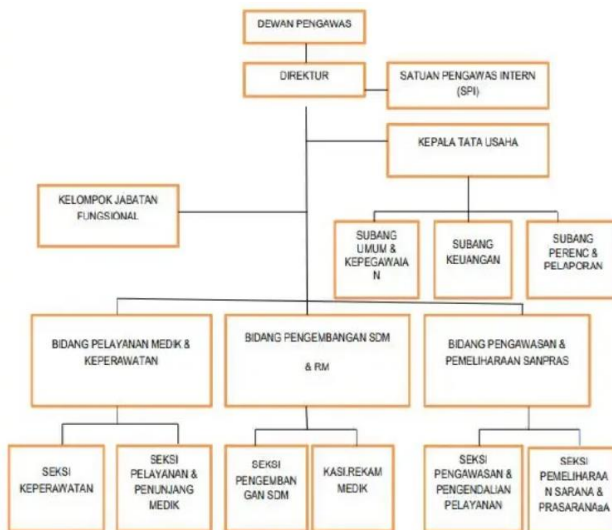 DEWAN PENGAWAS
DIREKTUR
SATUAN PENGAWAS INTERN
(SPI)
KEPALA TATA USAHA
KELOMPOK JABATAN
FUNGSIONAL
SUBANG
UMUM &
KEPEGAWAIA
N
SUBANG
KEUANGAN
SUBANG
PERENC &
PELAPORAN
BIDANG PELAYANAN MEDIK &
KEPERAWATAN
BIDANG PENGEMBANGAN SDM
& RM
BIDANG PENGAWASAN &
PEMELIHARAAN SANPRAS
SEKSI
KEPERAWATAN
SEKSI
PELAYANAN &
PENUNJANG
MEDIK
SEKSI
PENGEMBAN
GAN SDM
KASI.REKAM
MEDIK
SEKSI
PENGAWASAN &
PENGENDALIAN
PELAYANAN
SEKSI
PEMELIHARAA
N SARANA &
PRASARANAaA